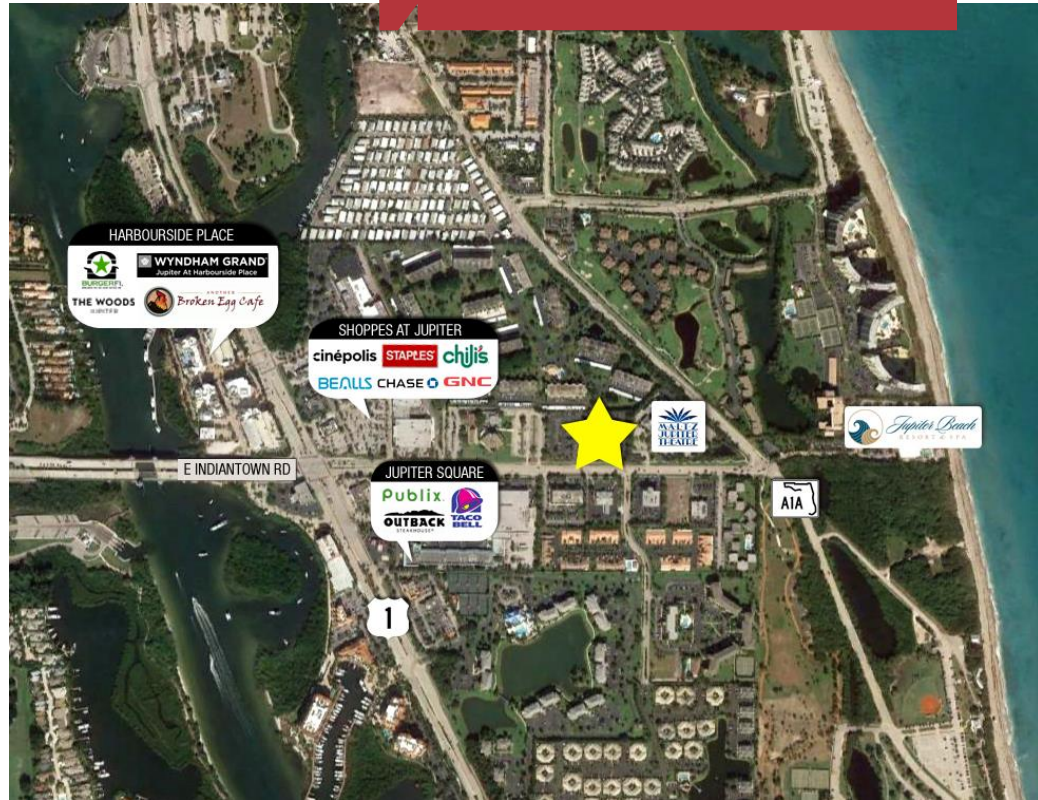 HARBOURSIDE PLACE
BURGERFI
WYNDHAM GRAND
Jupiter At Harbourside Place
THE WOODS
JUPITER
ANOTHER
Broken Egg Cafe
SHOPPES AT JUPITER
cinépolis STAPLES chili's
BEALLS CHASE GNC
MALTZ
JUPITER
THEATRE
Jupiter Beach
RESORT & SPA
E INDIANTOWN RD
JUPITER SQUARE
Publix
OUTBACK
STEAKHOUSE
TACO
BELL
A1A
1